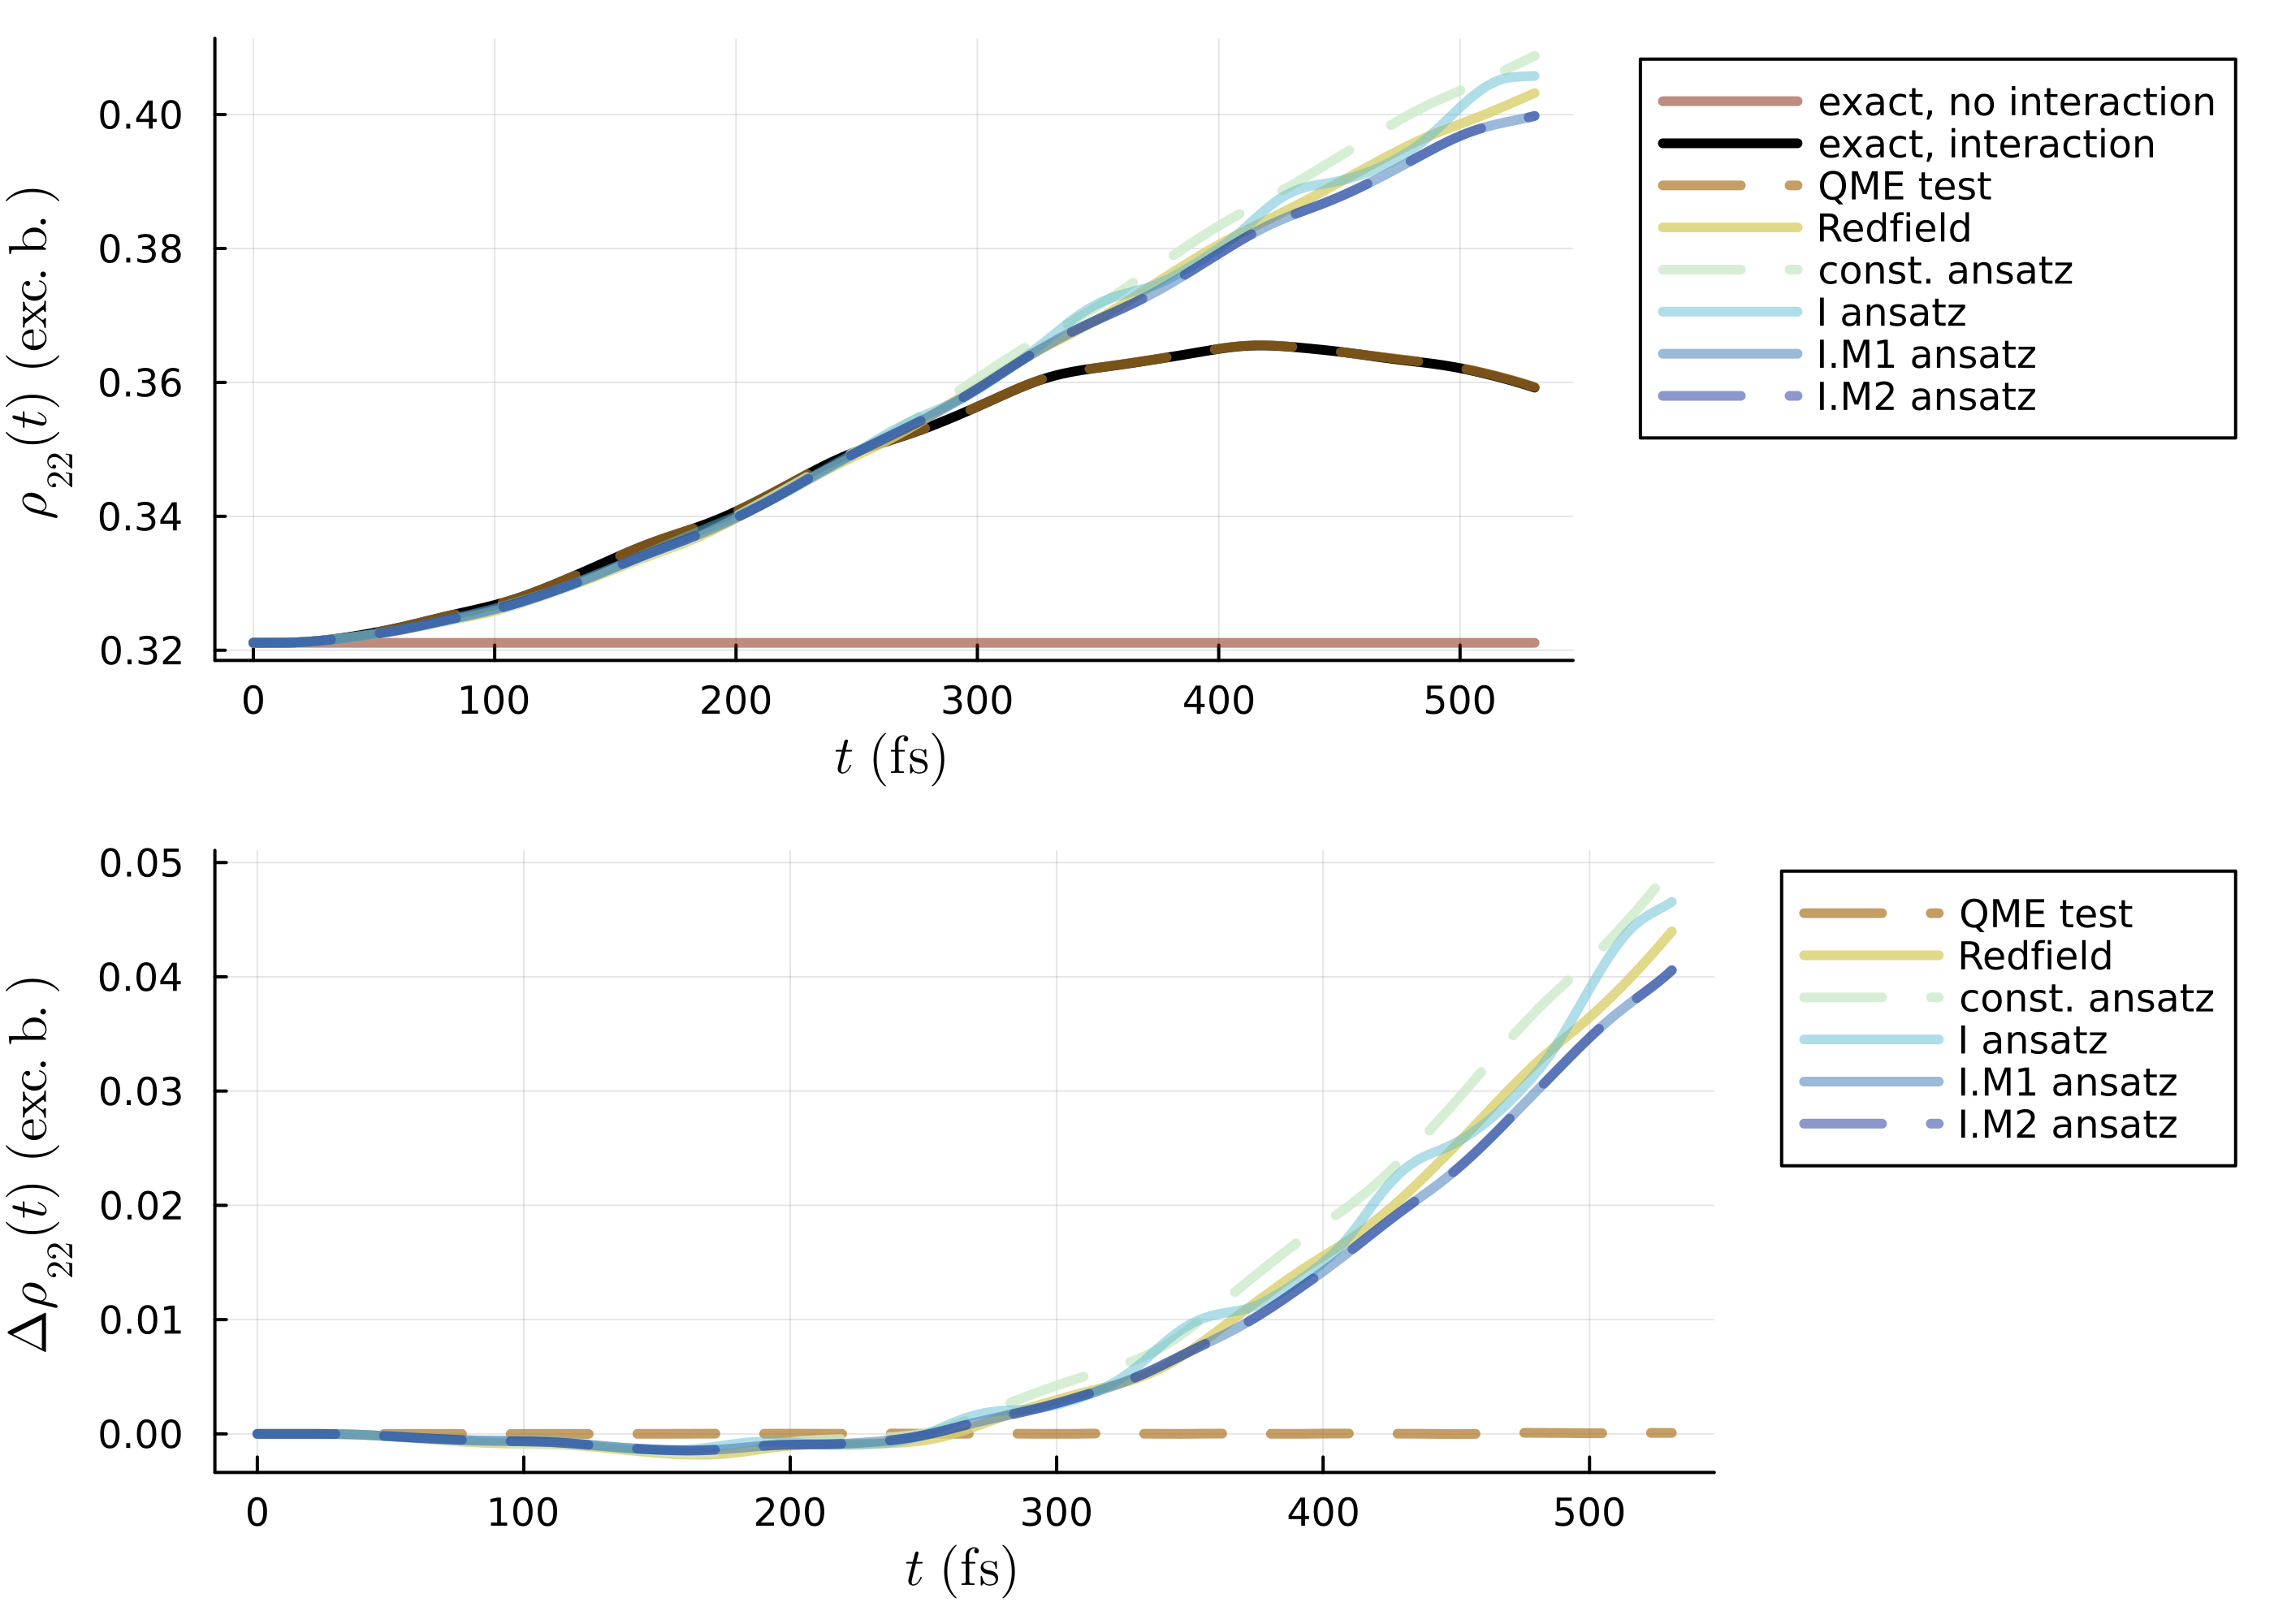 ρ₂₂(t) (exc. b. )
0.40
0.38
0.36
0.34
0.32
0 100 200 300 400 500
t (fs)
exact, no interaction
exact, interaction
QME test
Redfield
const. ansatz
I ansatz
I.M1 ansatz
I.M2 ansatz
Δρ₂₂(t) (exc. b. )
0.05
0.04
0.03
0.02
0.01
0.00
0 100 200 300 400 500
t (fs)
QME test
Redfield
const. ansatz
I ansatz
I.M1 ansatz
I.M2 ansatz